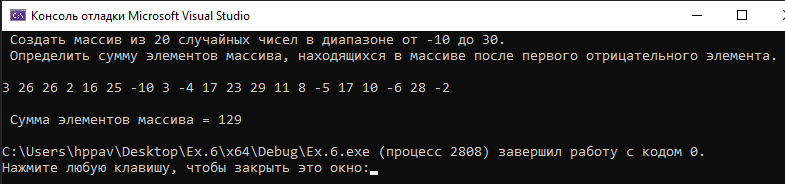 Консоль отладки Microsoft Visual Studio
Создать массив из 20 случайных чисел в диапазоне от -10 до 30.
Определить сумму элементов массива, находящихся в массиве после первого отрицательного элемента.
3 26 26 2 16 25 -10 3 -4 17 23 29 11 8 -5 17 10 -6 28 -2
Сумма элементов массива = 129
C:\Users\hppav\Desktop\Ex.6\x64\Debug\Ex.6.exe (процесс 2808) завершил работу с кодом 0.
Нажмите любую клавишу, чтобы закрыть это окно: